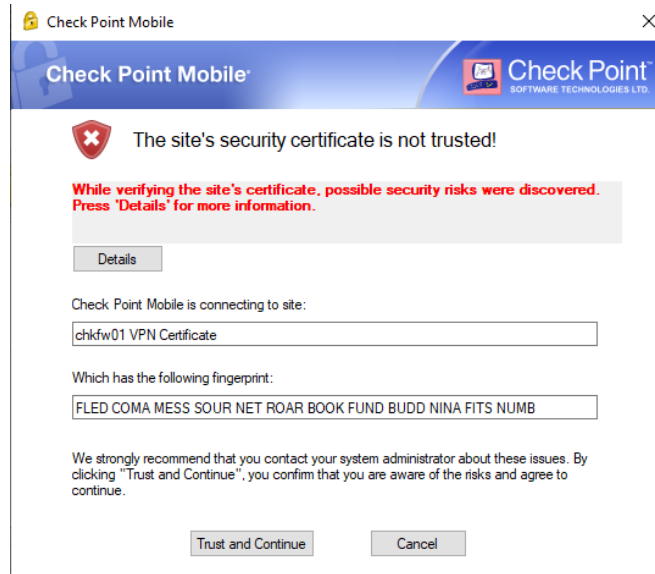 Check Point Mobile
Check Point Mobile
Check Point™
SOFTWARE TECHNOLOGIES LTD.
The site's security certificate is not trusted!
While verifying the site's certificate, possible security risks were discovered.
Press 'Details' for more information.
Details
Check Point Mobile is connecting to site:
chkfw01 VPN Certificate
Which has the following fingerprint:
FLED COMA MESS SOUR NET ROAR BOOK FUND BUDD NINA FITS NUMB
We strongly recommend that you contact your system administrator about these issues. By
clicking "Trust and Continue", you confirm that you are aware of the risks and agree to
continue.
Trust and Continue
Cancel